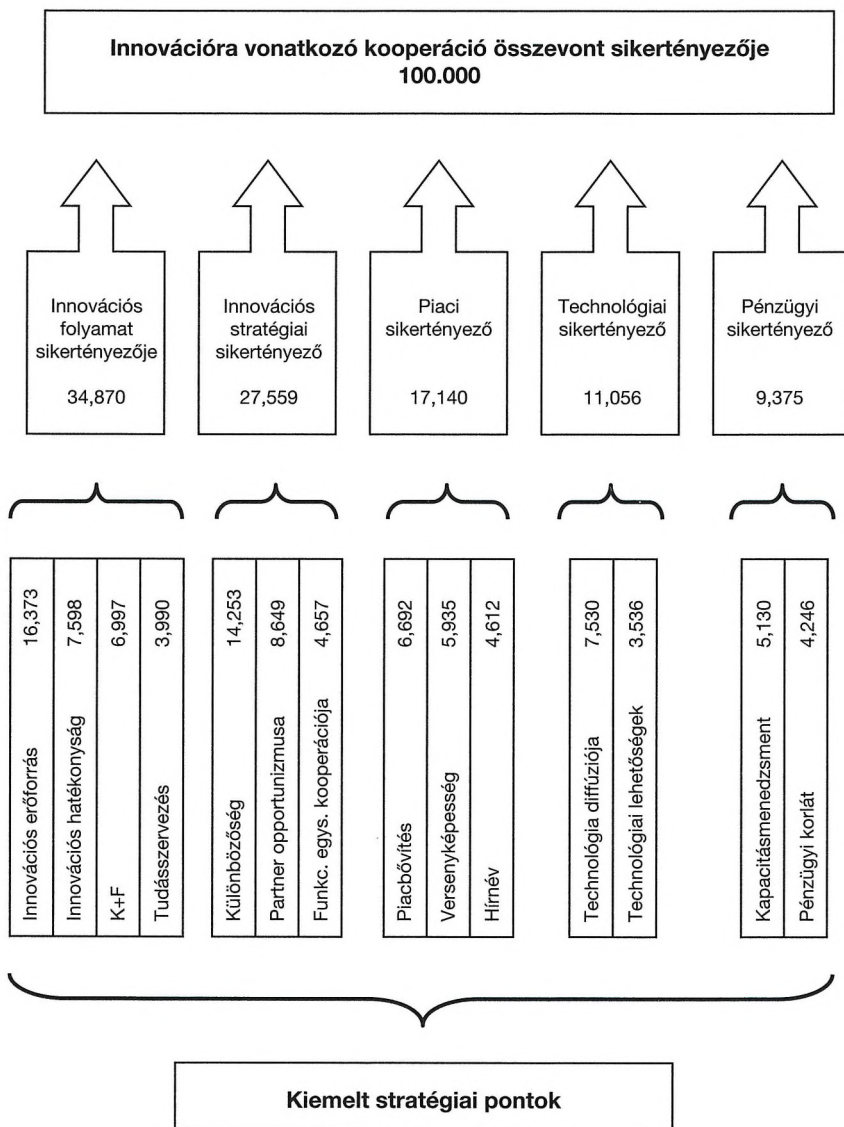 Innovációra vonatkozó kooperáció összevont sikertényezője
100.000
Innovációs
folyamat
sikertényezője
34,870
Innovációs
stratégiai
sikertényező
27,559
Piaci
sikertényező
17,140
Technológiai
sikertényező
11,056
Pénzügyi
sikertényező
9,375
Innovációs erőforrás 16,373
Innovációs hatékonyság 7,598
K+F 6,997
Tudásszervezés 3,990
Különbözőség 14,253
Partner opportunizmusa 8,649
Funkc. egys. kooperációja 4,657
Piacbővítés 6,692
Versenyképesség 5,935
Hírnév 4,612
Technológia diffúziója 7,530
Technológiai lehetőségek 3,536
Kapacitásmenedzsment 5,130
Pénzügyi korlát 4,246
Kiemelt stratégiai pontok